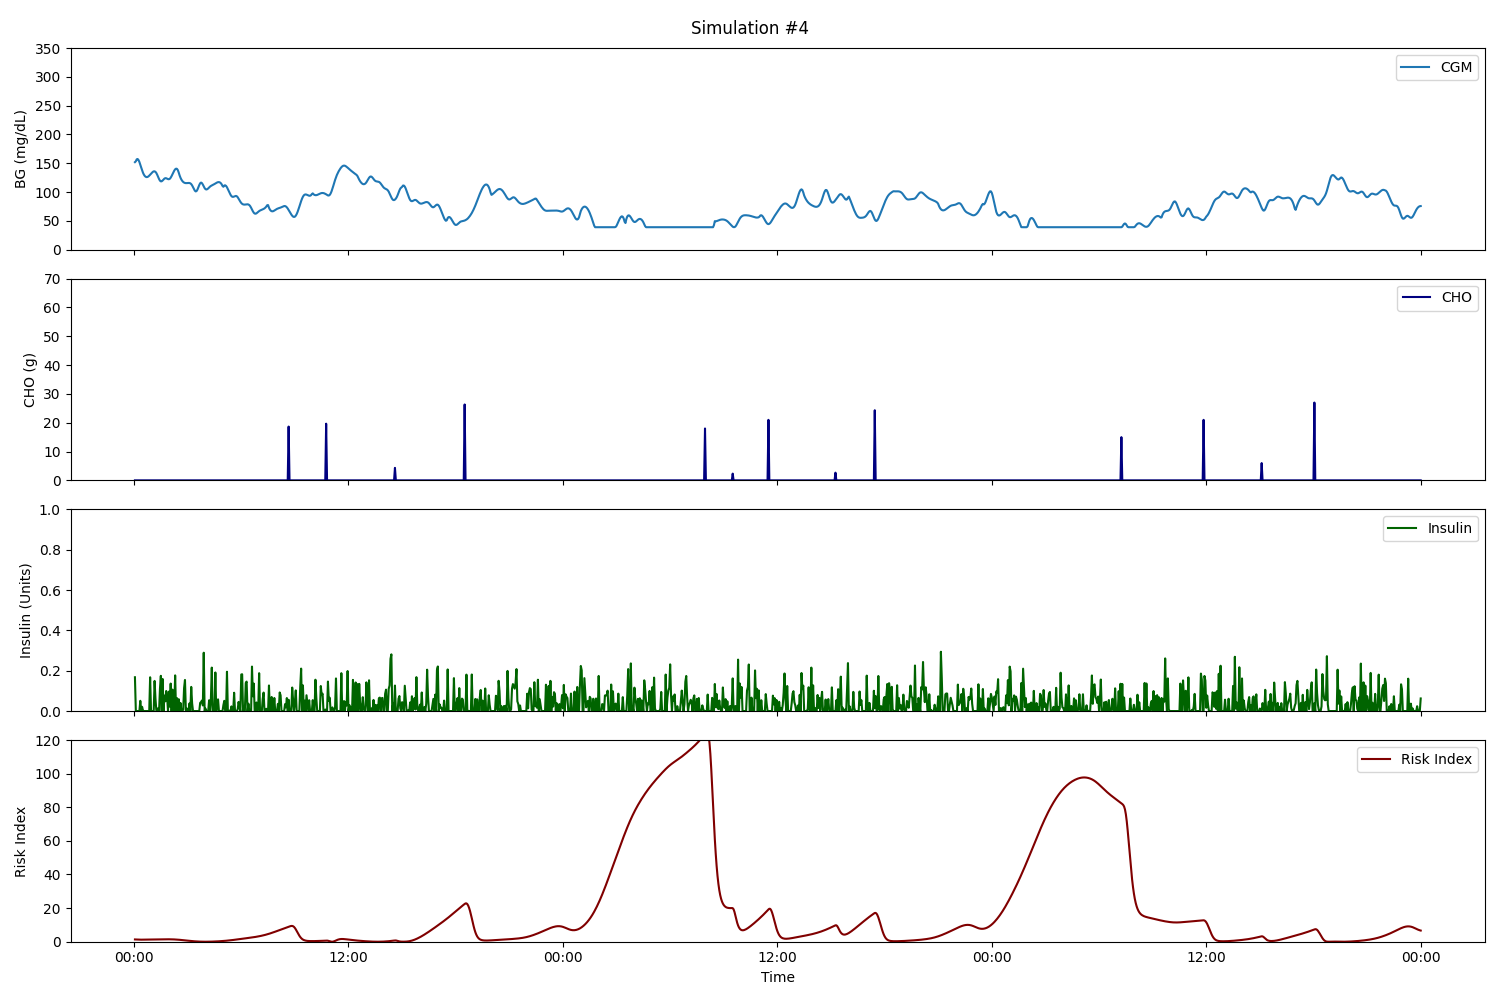 Simulation #4
350
300
250
200
150
100
50
0
BG (mg/dL)
CGM
70
60
50
40
30
20
10
0
CHO (g)
CHO
1.0
0.8
0.6
0.4
0.2
0.0
Insulin (Units)
Insulin
120
100
80
60
40
20
0
Risk Index
Risk Index
00:00 12:00 00:00 12:00 00:00 12:00 00:00
Time